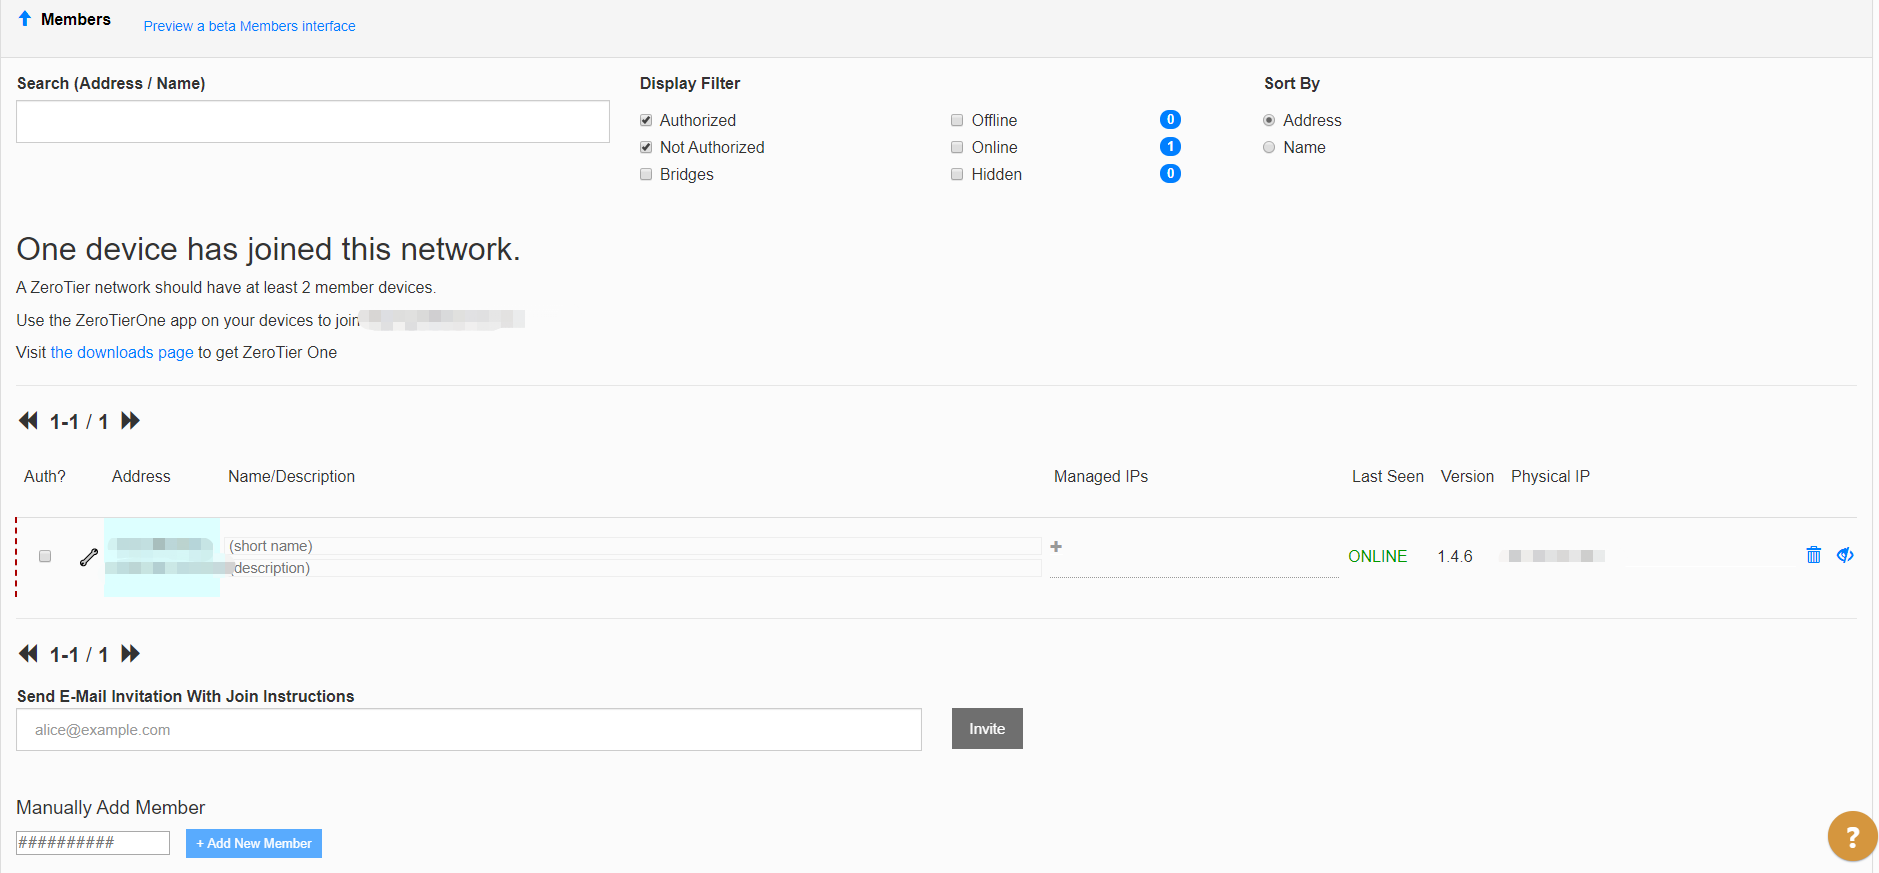 Members
Preview a beta Members interface
Search (Address / Name)
Display Filter
Sort By
Authorized
Offline
0
Address
Not Authorized
Online
1
Name
Bridges
Hidden
0
One device has joined this network.
A ZeroTier network should have at least 2 member devices.
Use the ZeroTierOne app on your devices to join
Visit the downloads page to get ZeroTier One
1-1 / 1
Auth?
Address
Name/Description
Managed IPs
Last Seen
Version
Physical IP
(short name)
(description)
+
ONLINE
1.4.6
1-1 / 1
Send E-Mail Invitation With Join Instructions
alice@example.com
Invite
Manually Add Member
##########
+ Add New Member
?